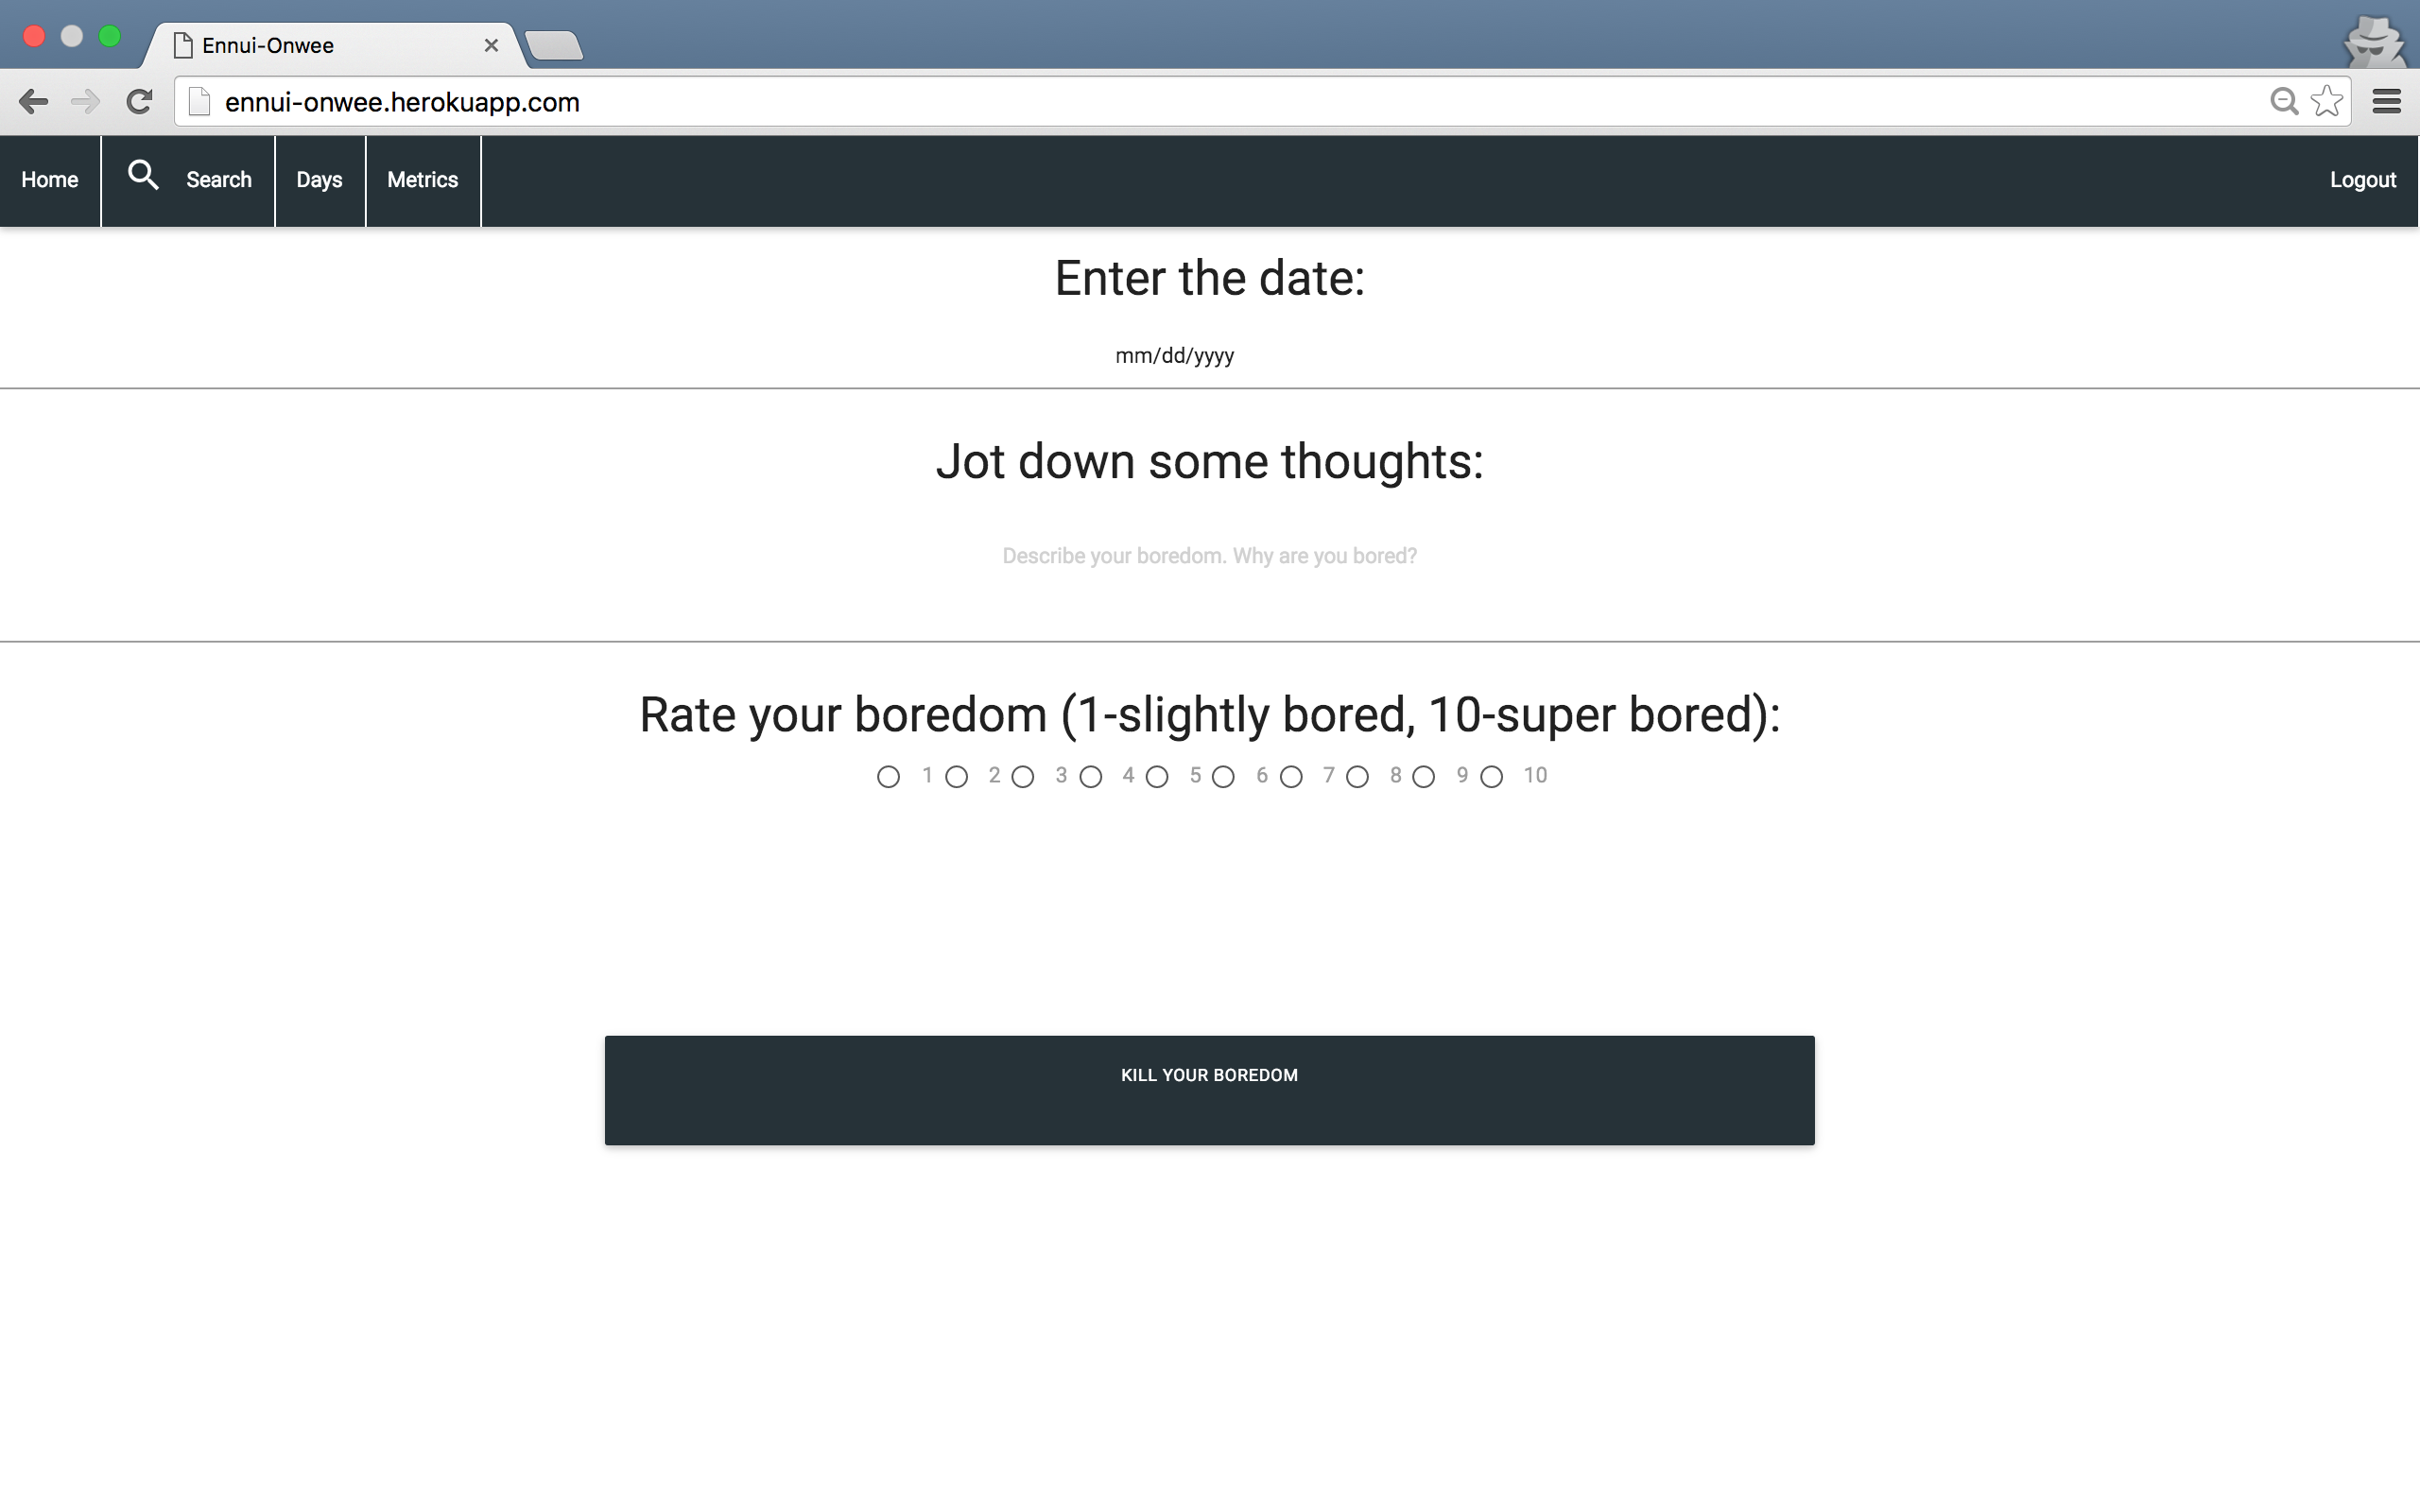 Ennui-Onwee
ennui-onwee.herokuapp.com
Home Search Days Metrics Logout
Enter the date:
mm/dd/yyyy
Jot down some thoughts:
Describe your boredom. Why are you bored?
Rate your boredom (1-slightly bored, 10-super bored):
1 2 3 4 5 6 7 8 9 10
KILL YOUR BOREDOM